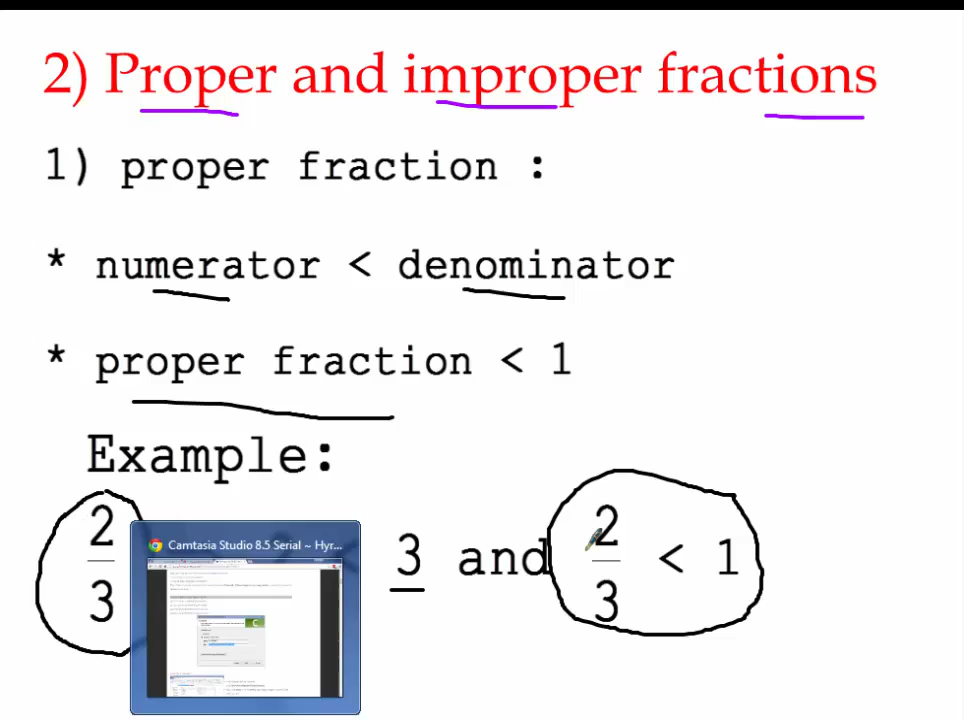 2) Proper and improper fractions
1) proper fraction :
* numerator < denominator
* proper fraction < 1
Example:
2
3
Camtasia Studio 8.5 Serial ~ Hyr...
3 and 2/3 < 1